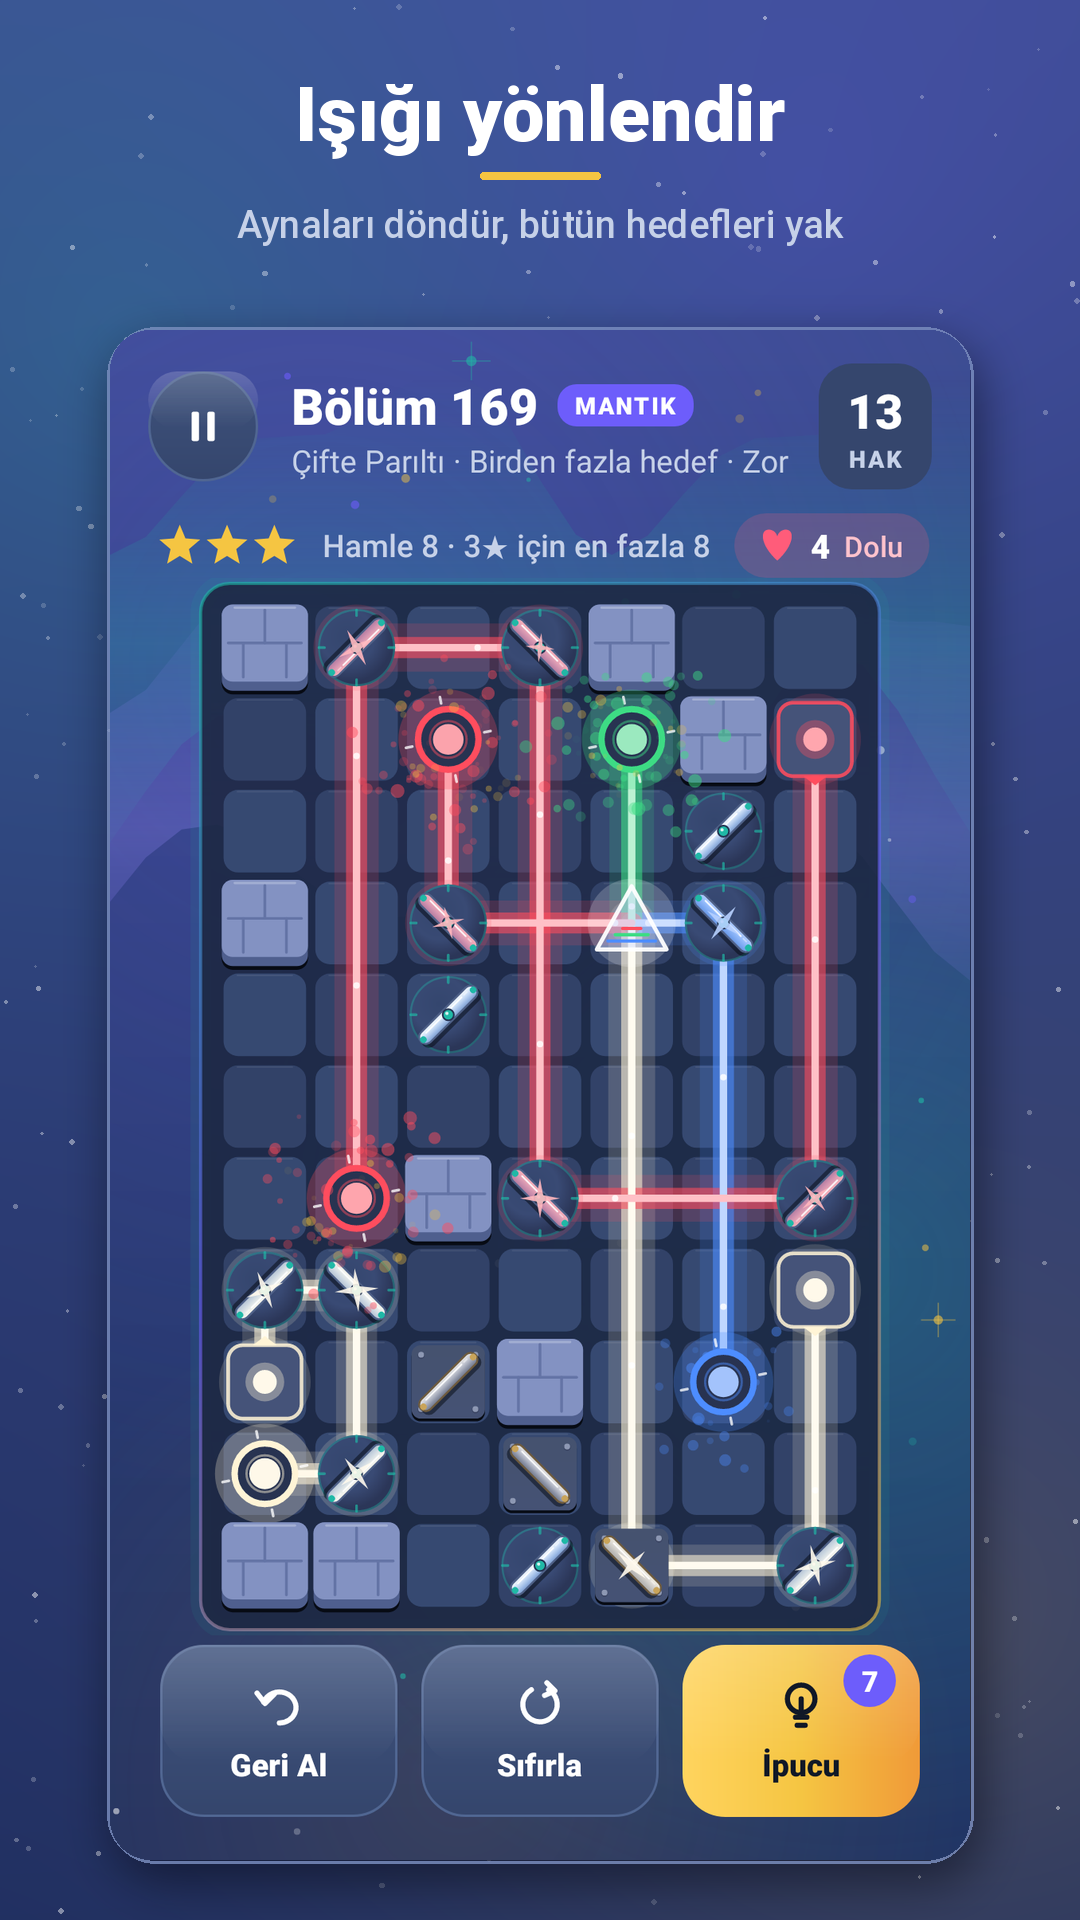 Işığı yönlendir
Aynaları döndür, bütün hedefleri yak
Bölüm 169 MANTIK
Çifte Parıltı · Birden fazla hedef · Zor
13
HAK
Hamle 8 · 3★ için en fazla 8
4 Dolu
Geri Al
Sıfırla
7
İpucu